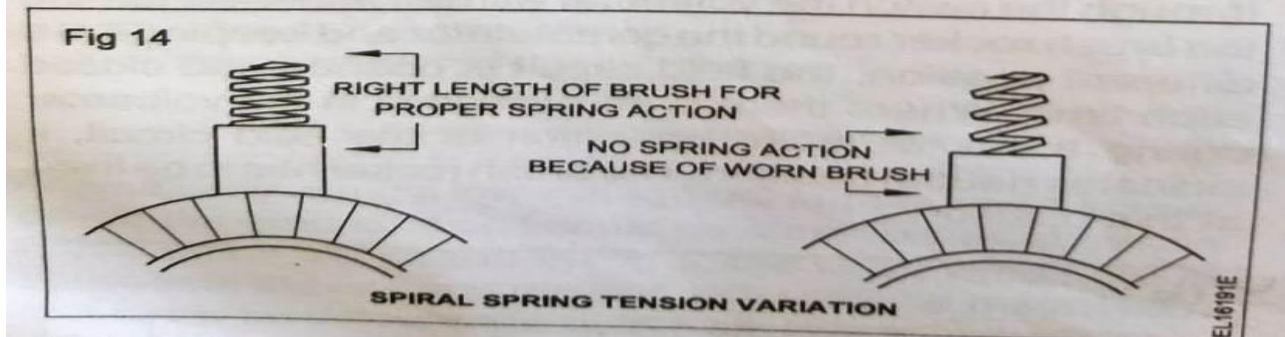 Fig 14
RIGHT LENGTH OF BRUSH FOR
PROPER SPRING ACTION
NO SPRING ACTION
BECAUSE OF WORN BRUSH
SPIRAL SPRING TENSION VARIATION
EL16191E